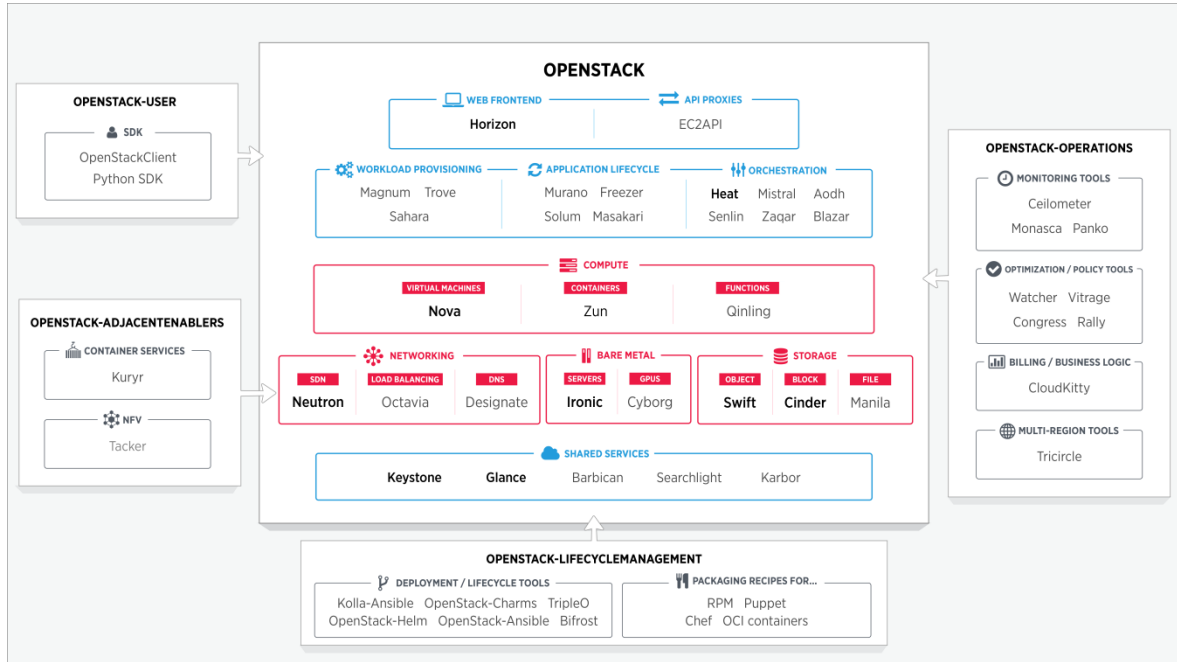 OPENSTACK
WEB FRONTEND
Horizon
API PROXIES
EC2API
WORKLOAD PROVISIONING
Magnum Trove
Sahara
APPLICATION LIFECYCLE
Murano Freezer
Solum Masakari
ORCHESTRATION
Heat Mistral Aodh
Senlin Zaqar Blazar
COMPUTE
VIRTUAL MACHINES
Nova
CONTAINERS
Zun
FUNCTIONS
Qinling
NETWORKING
SDN
Neutron
LOAD BALANCING
Octavia
DNS
Designate
BARE METAL
SERVERS
Ironic
GPUS
Cyborg
STORAGE
OBJECT
Swift
BLOCK
Cinder
FILE
Manila
SHARED SERVICES
Keystone Glance Barbican Searchlight Karbor
OPENSTACK-USER
SDK
OpenStackClient
Python SDK
OPENSTACK-ADJACENTENABLERS
CONTAINER SERVICES
Kuryr
NFV
Tacker
OPENSTACK-OPERATIONS
MONITORING TOOLS
Ceilometer
Monasca Panko
OPTIMIZATION / POLICY TOOLS
Watcher Vitrage
Congress Rally
BILLING / BUSINESS LOGIC
CloudKitty
MULTI-REGION TOOLS
Tricircle
OPENSTACK-LIFECYCLEMANAGEMENT
DEPLOYMENT / LIFECYCLE TOOLS
Kolla-Ansible OpenStack-Charms TripleO
OpenStack-Helm OpenStack-Ansible Bifrost
PACKAGING RECIPES FOR...
RPM Puppet
Chef OCI containers